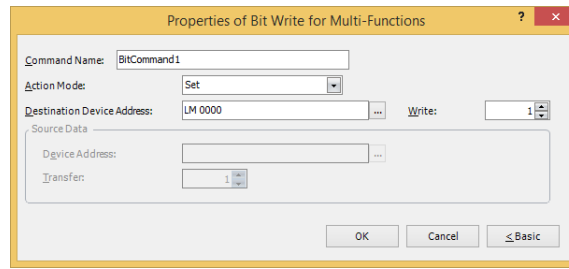 Properties of Bit Write for Multi-Functions ? ×
Command Name: BitCommand1
Action Mode: Set
Destination Device Address: LM 0000 ... Write: 1
Source Data
Device Address: ...
Transfer: 1
OK Cancel < Basic